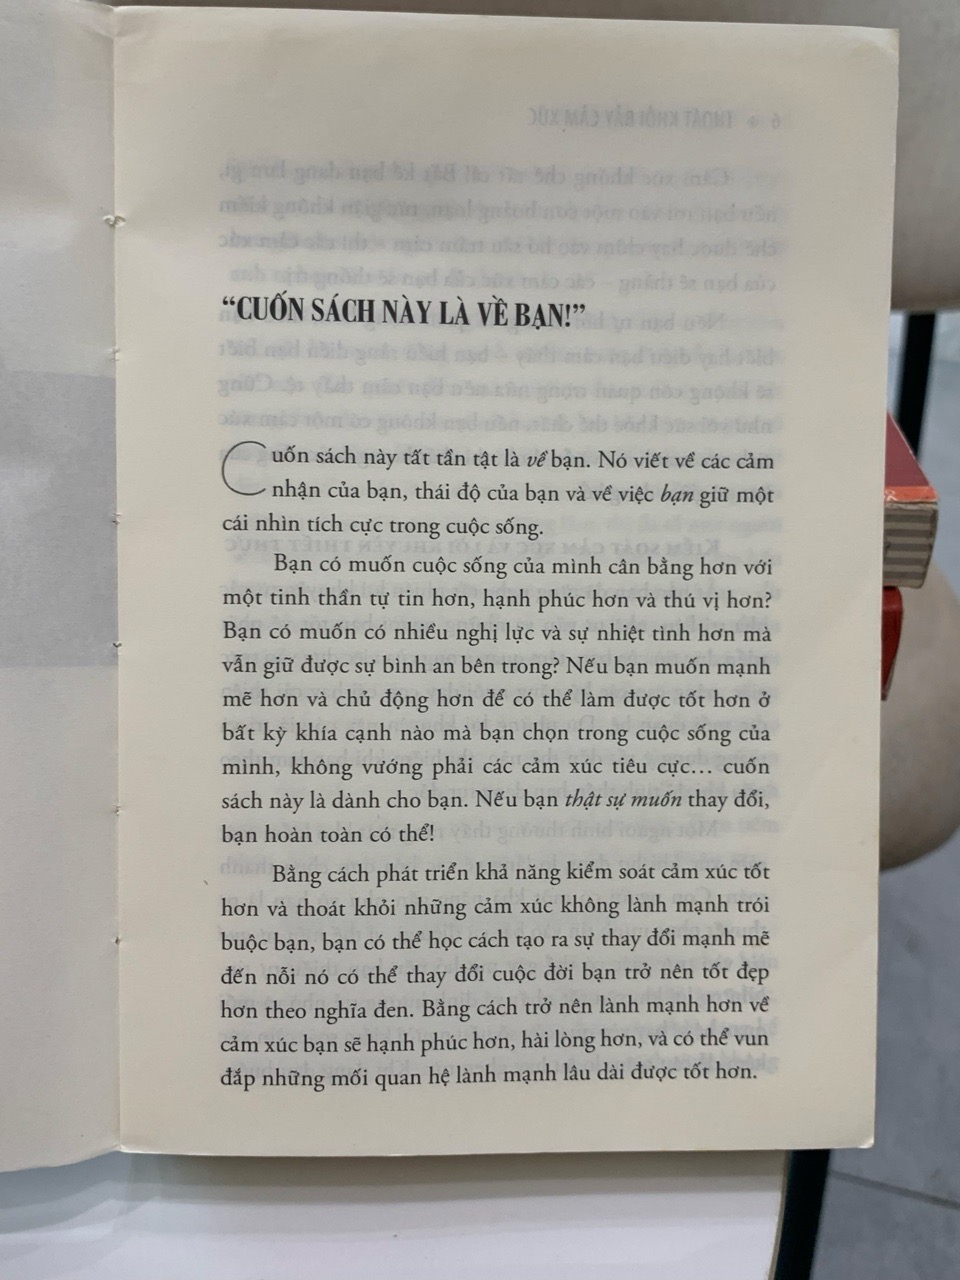 “CUỐN SÁCH NÀY LÀ VỀ BẠN!”
Cuốn sách này tất tần tật là về bạn. Nó viết về các cảm
nhận của bạn, thái độ của bạn và về việc bạn giữ một
cái nhìn tích cực trong cuộc sống.
Bạn có muốn cuộc sống của mình cân bằng hơn với
một tinh thần tự tin hơn, hạnh phúc hơn và thú vị hơn?
Bạn có muốn có nhiều nghị lực và sự nhiệt tình hơn mà
vẫn giữ được sự bình an bên trong? Nếu bạn muốn mạnh
mẽ hơn và chủ động hơn để có thể làm được tốt hơn ở
bất kỳ khía cạnh nào mà bạn chọn trong cuộc sống của
mình, không vướng phải các cảm xúc tiêu cực... cuốn
sách này là dành cho bạn. Nếu bạn thật sự muốn thay đổi,
bạn hoàn toàn có thể!
Bằng cách phát triển khả năng kiểm soát cảm xúc tốt
hơn và thoát khỏi những cảm xúc không lành mạnh trói
buộc bạn, bạn có thể học cách tạo ra sự thay đổi mạnh mẽ
đến nỗi nó có thể thay đổi cuộc đời bạn trở nên tốt đẹp
hơn theo nghĩa đen. Bằng cách trở nên lành mạnh hơn về
cảm xúc bạn sẽ hạnh phúc hơn, hài lòng hơn, và có thể vun
đắp những mối quan hệ lành mạnh lâu dài được tốt hơn.